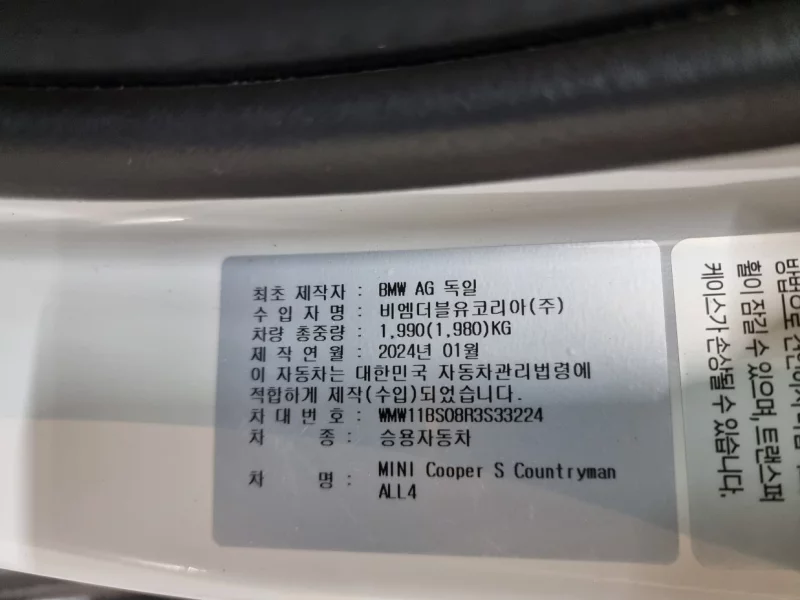 최초 제작자 : BMW AG 독일
수 입 자 명 : 비엠더블유코리아(주)
차량 총중량 : 1,990(1,980)KG
제 작 연 월 : 2024년 01월
이 자동차는 대한민국 자동차관리법령에
적합하게 제작(수입)되었습니다.
차 대 번 호 : WMW11BS08R3S33224
차 종 : 승용자동차
차 명 : MINI Cooper S Countryman
ALL4
휠이 잠길 수 있으며, 트랜스퍼
케이스가 손상될 수 있습니다.